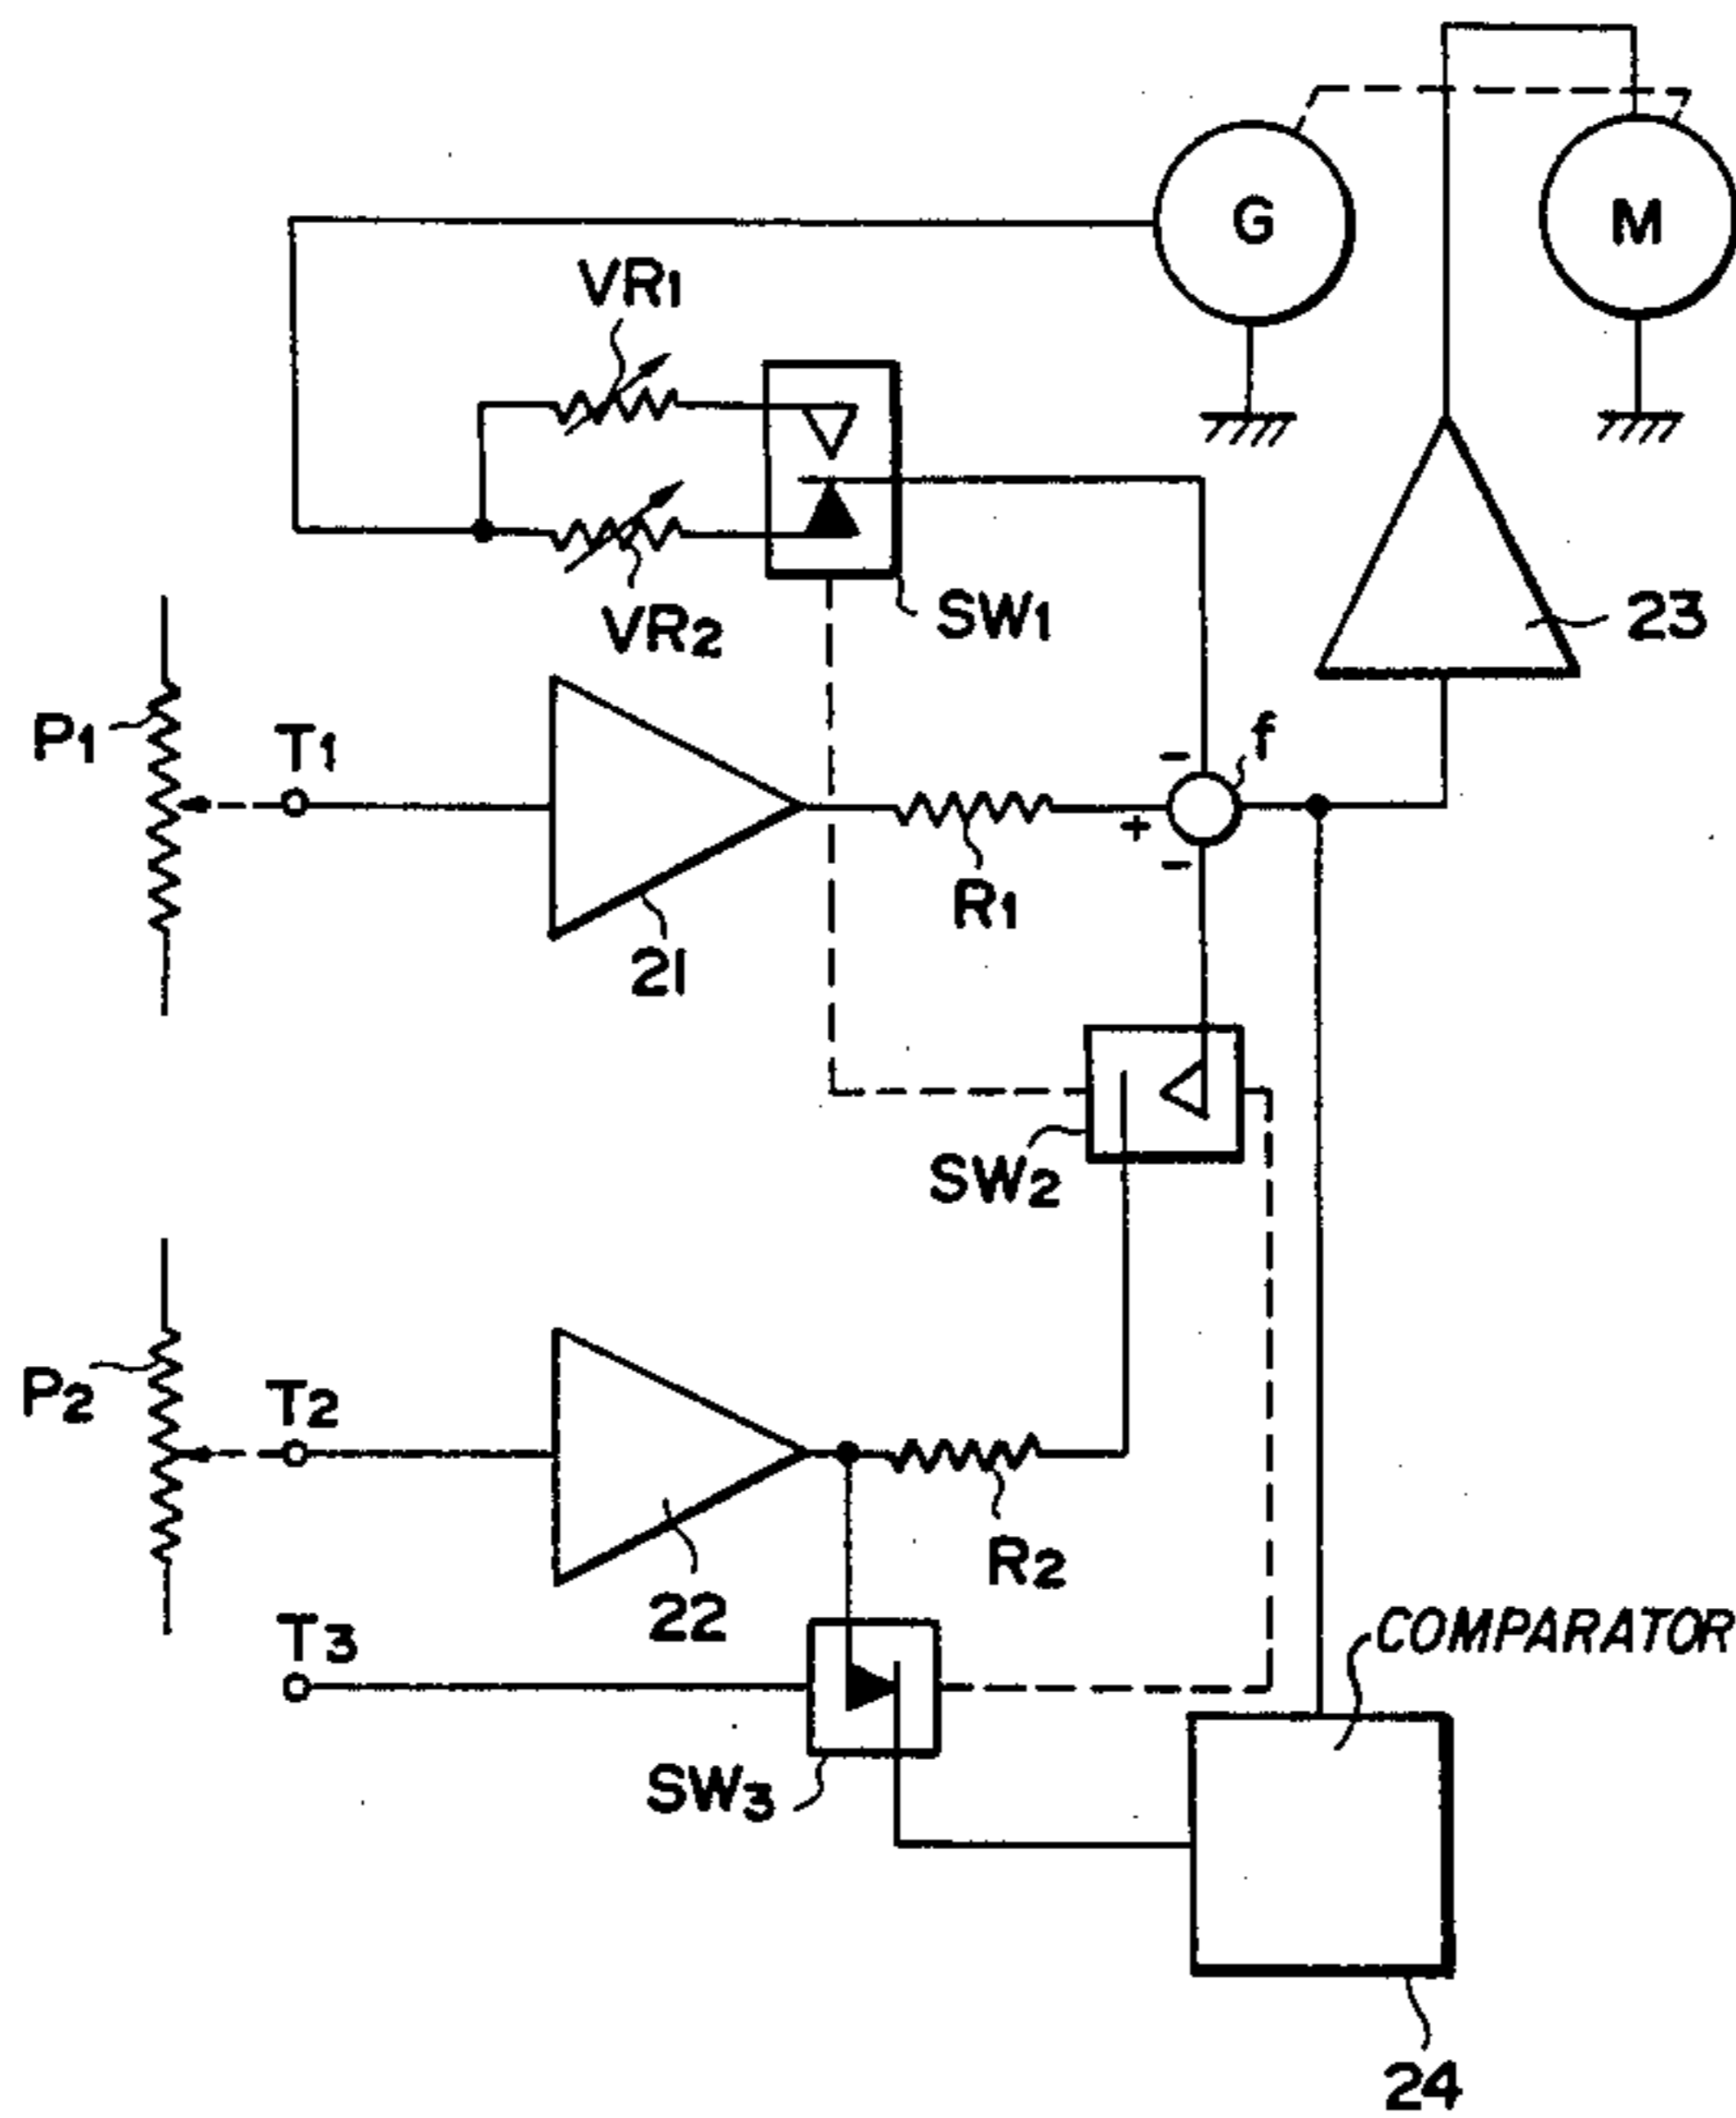 G
M
VR1
VR2
SW1
23
P1
T1
-
f
+
-
R1
21
SW2
P2
T2
R2
22
T3
COMPARATOR
SW3
24